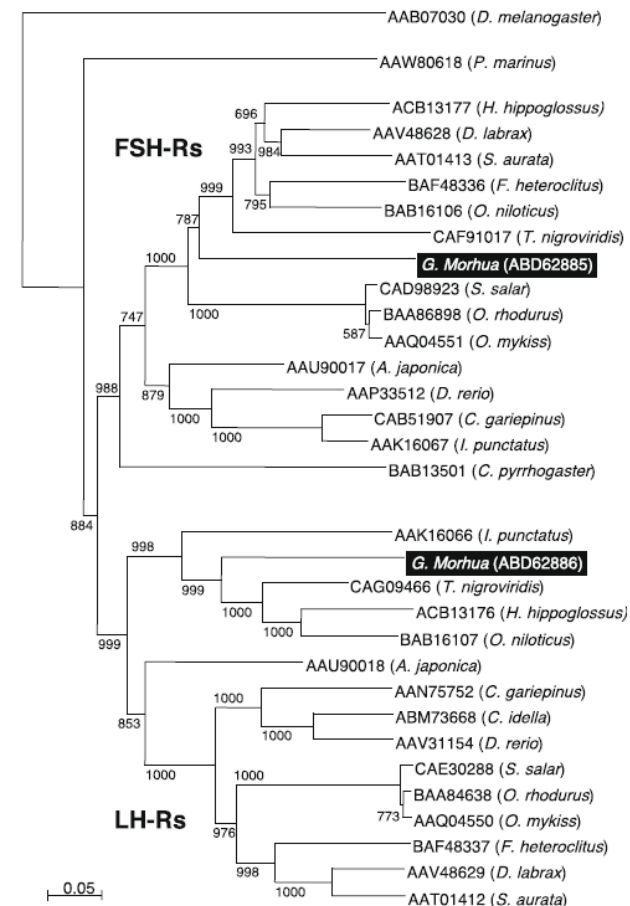 AAB07030 (D. melanogaster)
AAW80618 (P. marinus)
ACB13177 (H. hippoglossus)
696
AAV48628 (D. labrax)
FSH-Rs
993
984
AAT01413 (S. aurata)
999
BAF48336 (F. heteroclitus)
795
BAB16106 (O. niloticus)
787
CAF91017 (T. nigroviridis)
1000
G. Morhua (ABD62885)
CAD98923 (S. salar)
1000
BAA86898 (O. rhodurus)
747
587
AAQ04551 (O. mykiss)
AAU90017 (A. japonica)
988
879
AAP33512 (D. rerio)
1000
CAB51907 (C. gariepinus)
1000
AAK16067 (I. punctatus)
BAB13501 (C. pyrrhogaster)
884
AAK16066 (I. punctatus)
998
G. Morhua (ABD62886)
999
CAG09466 (T. nigroviridis)
1000
ACB13176 (H. hippoglossus)
1000
999
BAB16107 (O. niloticus)
AAU90018 (A. japonica)
1000
AAN75752 (C. gariepinus)
853
ABM73668 (C. idella)
1000
AAV31154 (D. rerio)
1000
1000
CAE30288 (S. salar)
BAA84638 (O. rhodurus)
LH-Rs
773
AAQ04550 (O. mykiss)
976
BAF48337 (F. heteroclitus)
998
AAV48629 (D. labrax)
1000
0.05
AAT01412 (S. aurata)